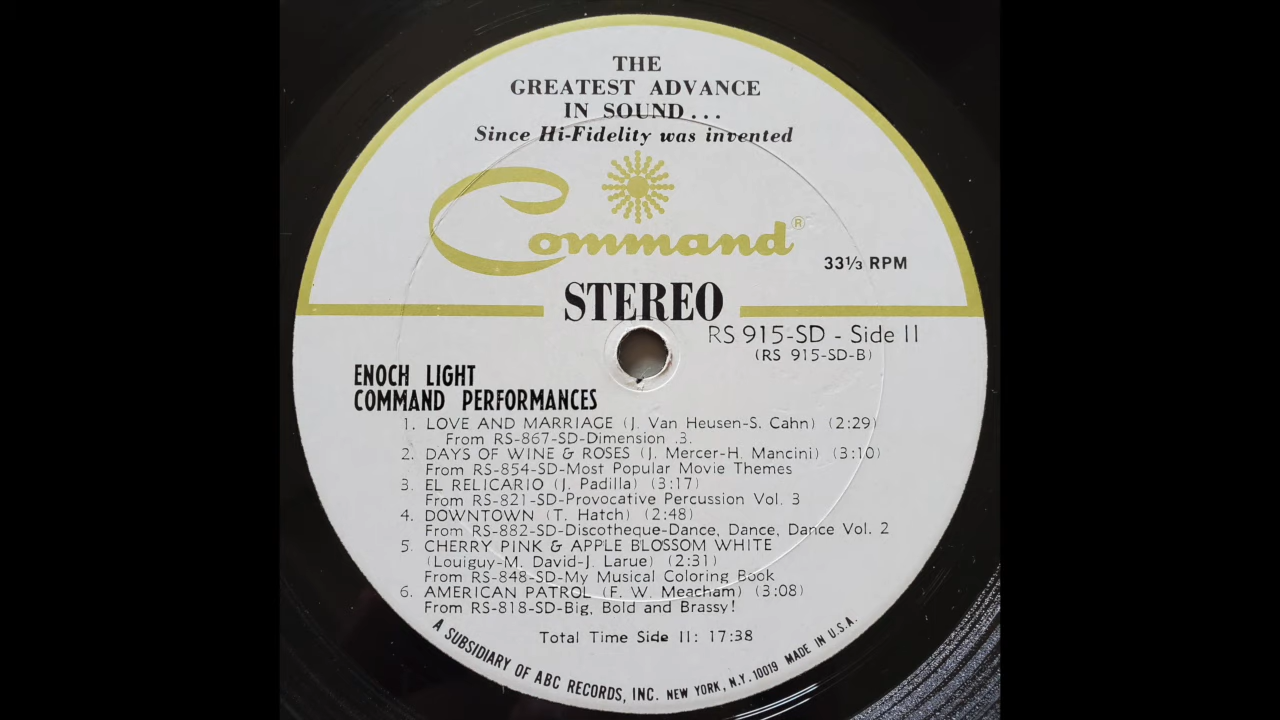 THE
GREATEST ADVANCE
IN SOUND...
Since Hi-Fidelity was invented
Command®
33⅓ RPM
STEREO
RS 915-SD - Side II
(RS 915-SD-B)
ENOCH LIGHT
COMMAND PERFORMANCES
1. LOVE AND MARRIAGE (J. Van Heusen-S. Cahn) (2:29)
From RS-867-SD-Dimension .3.
2. DAYS OF WINE & ROSES (J. Mercer-H. Mancini) (3:10)
From RS-854-SD-Most Popular Movie Themes
3. EL RELICARIO (J. Padilla) (3:17)
From RS-821-SD-Provocative Percussion Vol. 3
4. DOWNTOWN (T. Hatch) (2:48)
From RS-882-SD-Discotheque-Dance, Dance, Dance Vol. 2
5. CHERRY PINK & APPLE BLOSSOM WHITE
(Louiguy-M. David-J. Larue) (2:31)
From RS-848-SD-My Musical Coloring Book
6. AMERICAN PATROL (F. W. Meacham) (3:08)
From RS-818-SD-Big, Bold and Brassy!
Total Time Side II: 17:38
A SUBSIDIARY OF ABC RECORDS, INC. NEW YORK, N.Y. 10019 MADE IN U.S.A.